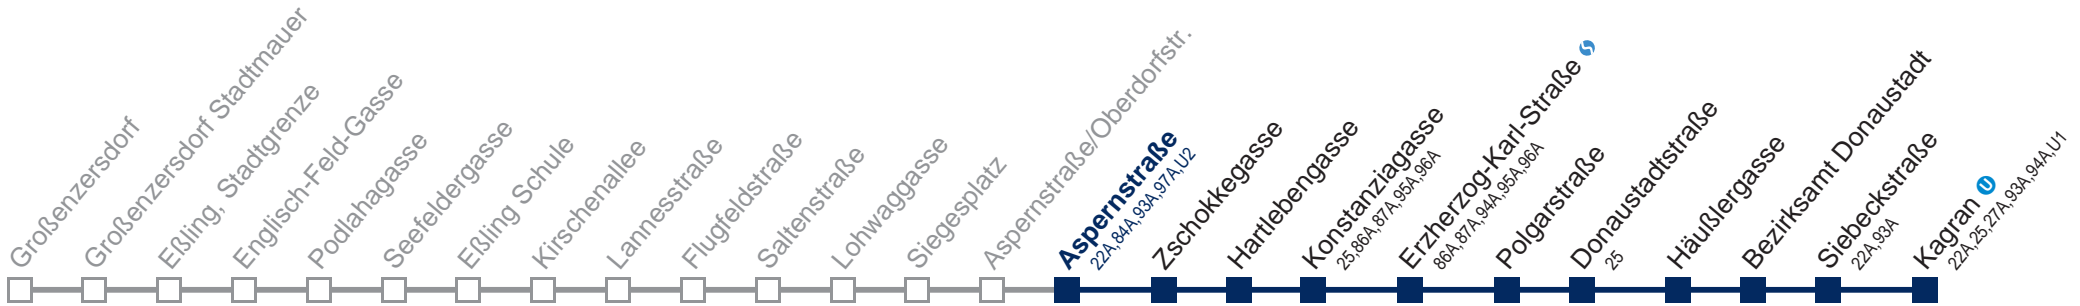 Großenzersdorf
Großenzersdorf Stadtmauer
Eßling, Stadtgrenze
Englisch-Feld-Gasse
Podlahagasse
Seefeldergasse
Eßling Schule
Kirschenallee
Lannesstraße
Flugfeldstraße
Saltenstraße
Lohwaggasse
Siegesplatz
Aspernstraße/Oberdorfstr.
Aspernstraße
22A,84A,93A,97A,U2
Zschokkegasse
Hartlebengasse
Konstanziagasse
25,86A,87A,95A,96A
Erzherzog-Karl-Straße S
86A,87A,94A,95A,96A
Polgarstraße
Donaustadtstraße
25
Häußlergasse
Bezirksamt Donaustadt
Siebeckstraße
22A,93A
Kagran U
22A,25,27A,93A,94A,U1